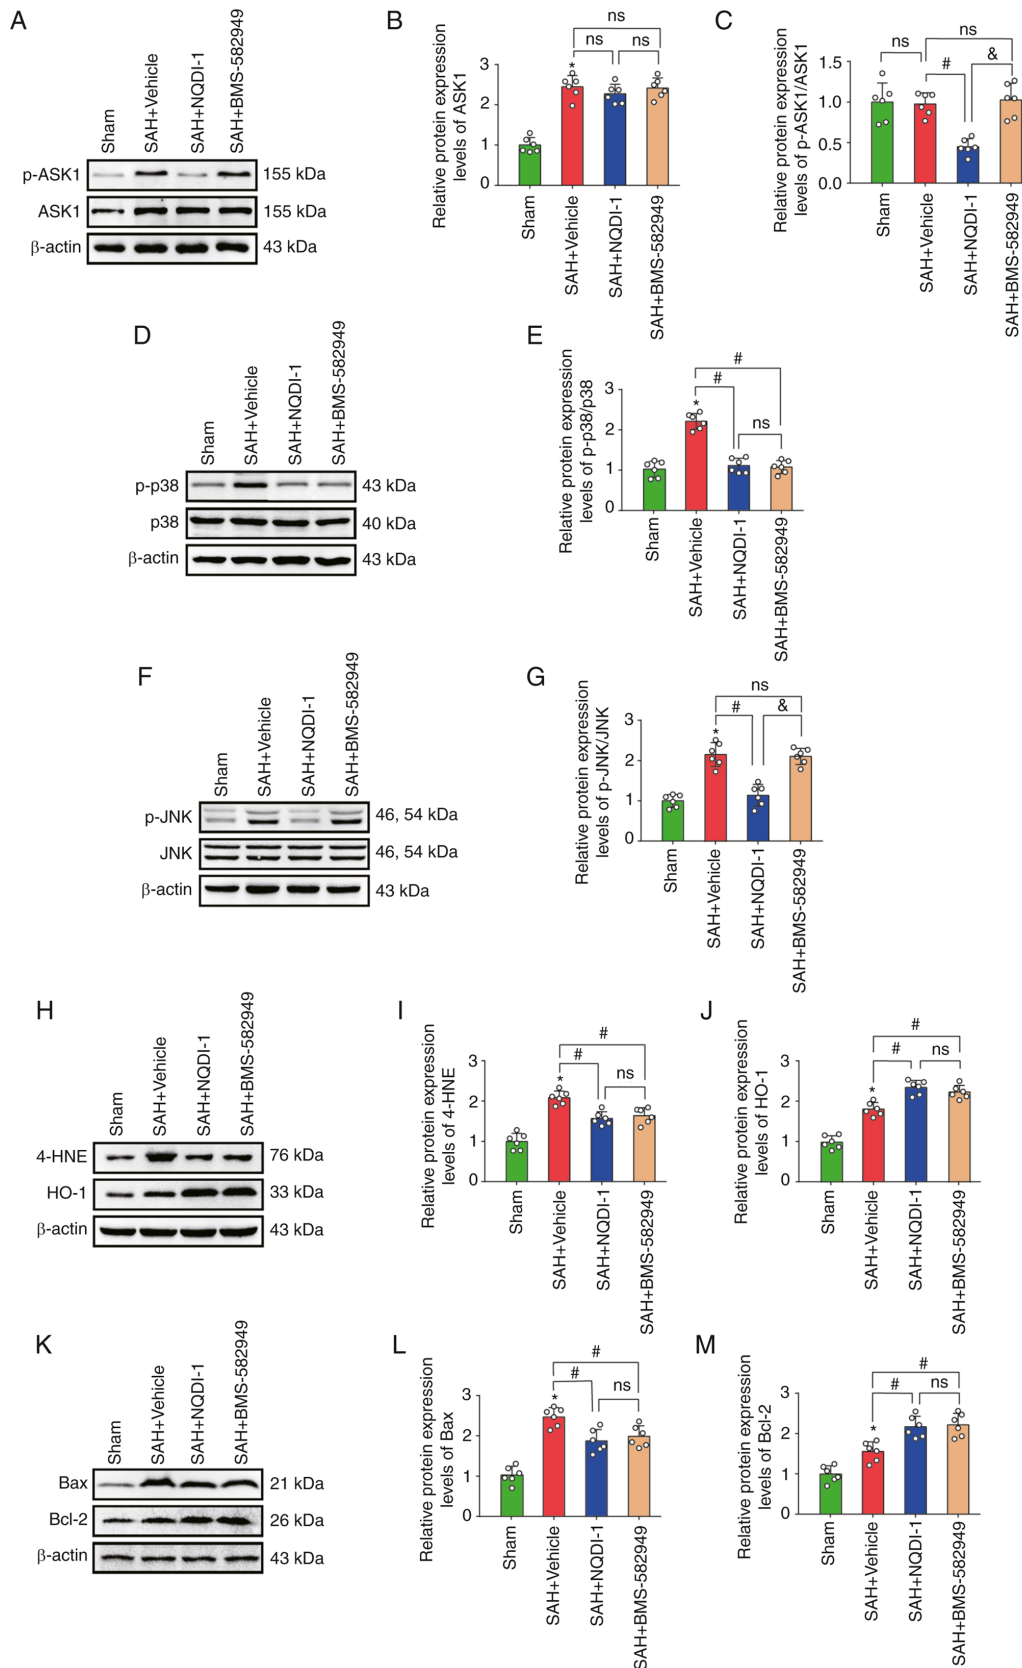 A
Sham
SAH+Vehicle
SAH+NQDI-1
SAH+BMS-582949
p-ASK1
155 kDa
ASK1
155 kDa
β-actin
43 kDa
B
Relative protein expression
levels of ASK1
3
2
1
0
*
ns
ns
ns
Sham
SAH+Vehicle
SAH+NQDI-1
SAH+BMS-582949
C
Relative protein expression
levels of p-ASK1/ASK1
1.5
1.0
0.5
0.0
ns
ns
#
&
Sham
SAH+Vehicle
SAH+NQDI-1
SAH+BMS-582949
D
Sham
SAH+Vehicle
SAH+NQDI-1
SAH+BMS-582949
p-p38
43 kDa
p38
40 kDa
β-actin
43 kDa
E
Relative protein expression
levels of p-p38/p38
3
2
1
0
*
#
#
ns
Sham
SAH+Vehicle
SAH+NQDI-1
SAH+BMS-582949
F
Sham
SAH+Vehicle
SAH+NQDI-1
SAH+BMS-582949
p-JNK
46, 54 kDa
JNK
46, 54 kDa
β-actin
43 kDa
G
Relative protein expression
levels of p-JNK/JNK
3
2
1
0
*
ns
#
&
Sham
SAH+Vehicle
SAH+NQDI-1
SAH+BMS-582949
H
Sham
SAH+Vehicle
SAH+NQDI-1
SAH+BMS-582949
4-HNE
76 kDa
HO-1
33 kDa
β-actin
43 kDa
I
Relative protein expression
levels of 4-HNE
3
2
1
0
*
#
#
ns
Sham
SAH+Vehicle
SAH+NQDI-1
SAH+BMS-582949
J
Relative protein expression
levels of HO-1
3
2
1
0
*
#
#
ns
Sham
SAH+Vehicle
SAH+NQDI-1
SAH+BMS-582949
K
Sham
SAH+Vehicle
SAH+NQDI-1
SAH+BMS-582949
Bax
21 kDa
Bcl-2
26 kDa
β-actin
43 kDa
L
Relative protein expression
levels of Bax
3
2
1
0
*
#
#
ns
Sham
SAH+Vehicle
SAH+NQDI-1
SAH+BMS-582949
M
Relative protein expression
levels of Bcl-2
3
2
1
0
*
#
#
ns
Sham
SAH+Vehicle
SAH+NQDI-1
SAH+BMS-582949